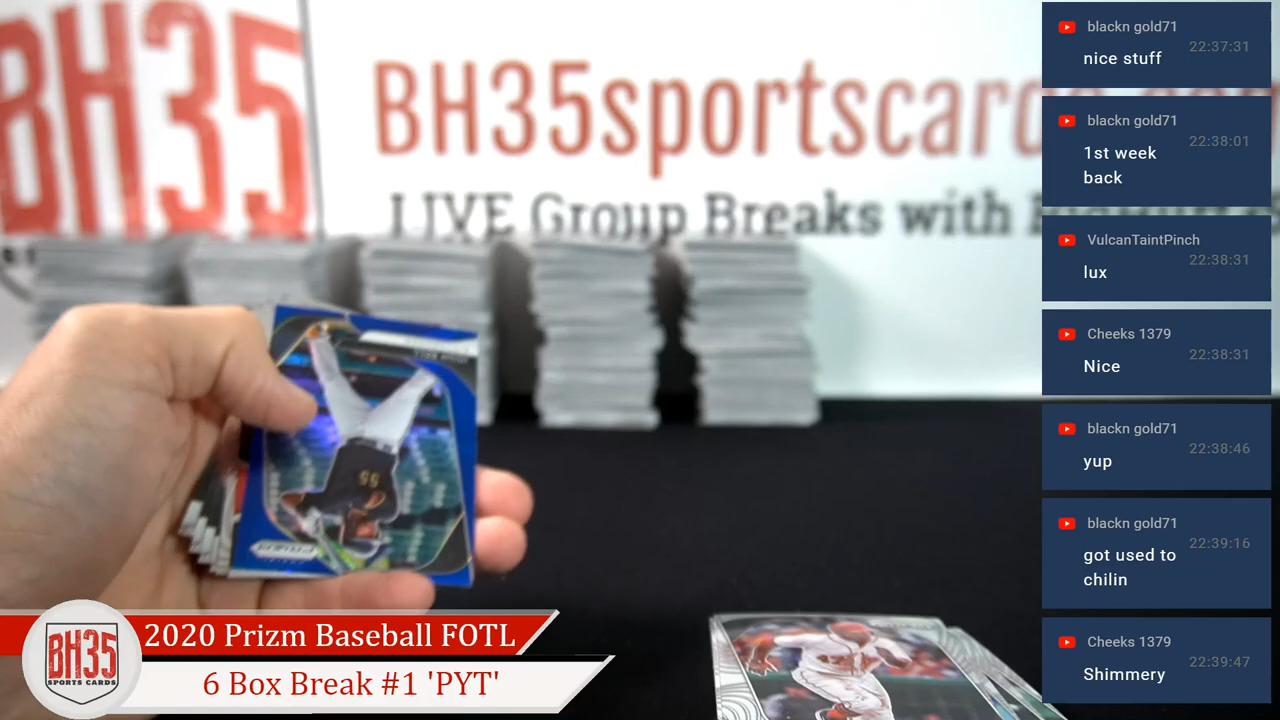 BH35
BH35sportscards.com
LIVE Group Breaks with
blackn gold71
22:37:31
nice stuff
blackn gold71
22:38:01
1st week
back
VulcanTaintPinch
22:38:31
lux
Cheeks 1379
22:38:31
Nice
blackn gold71
22:38:46
yup
blackn gold71
22:39:16
got used to
chilin
Cheeks 1379
22:39:47
Shimmery
55
BH35
SPORTS CARDS
2020 Prizm Baseball FOTL
6 Box Break #1 'PYT'